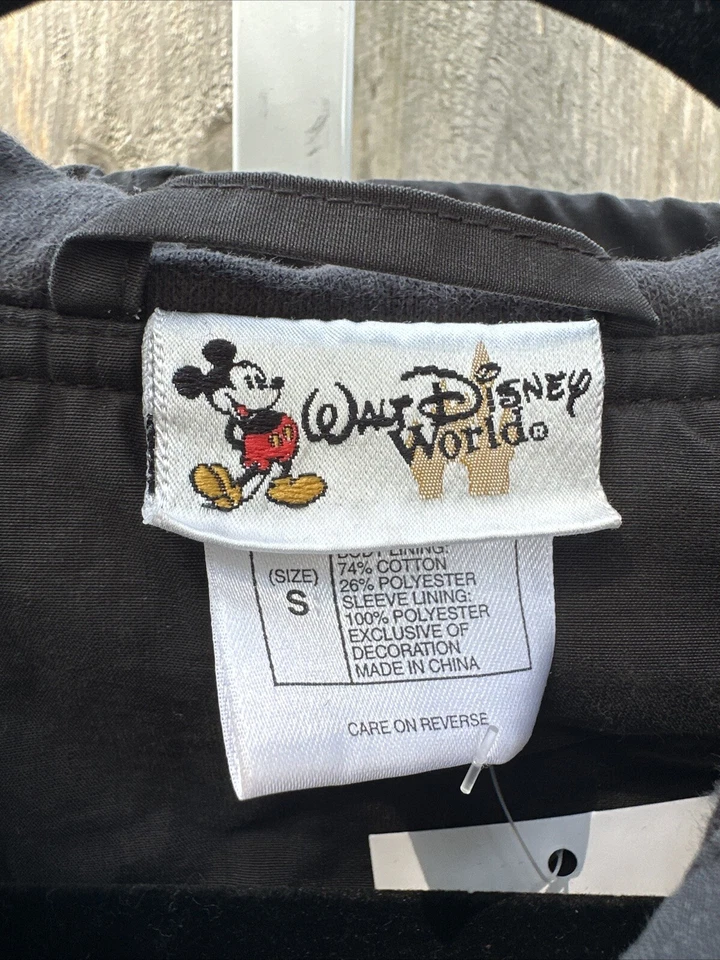 Walt Disney
World®
BODY LINING:
(SIZE)
S
74% COTTON
26% POLYESTER
SLEEVE LINING:
100% POLYESTER
EXCLUSIVE OF
DECORATION
MADE IN CHINA
CARE ON REVERSE